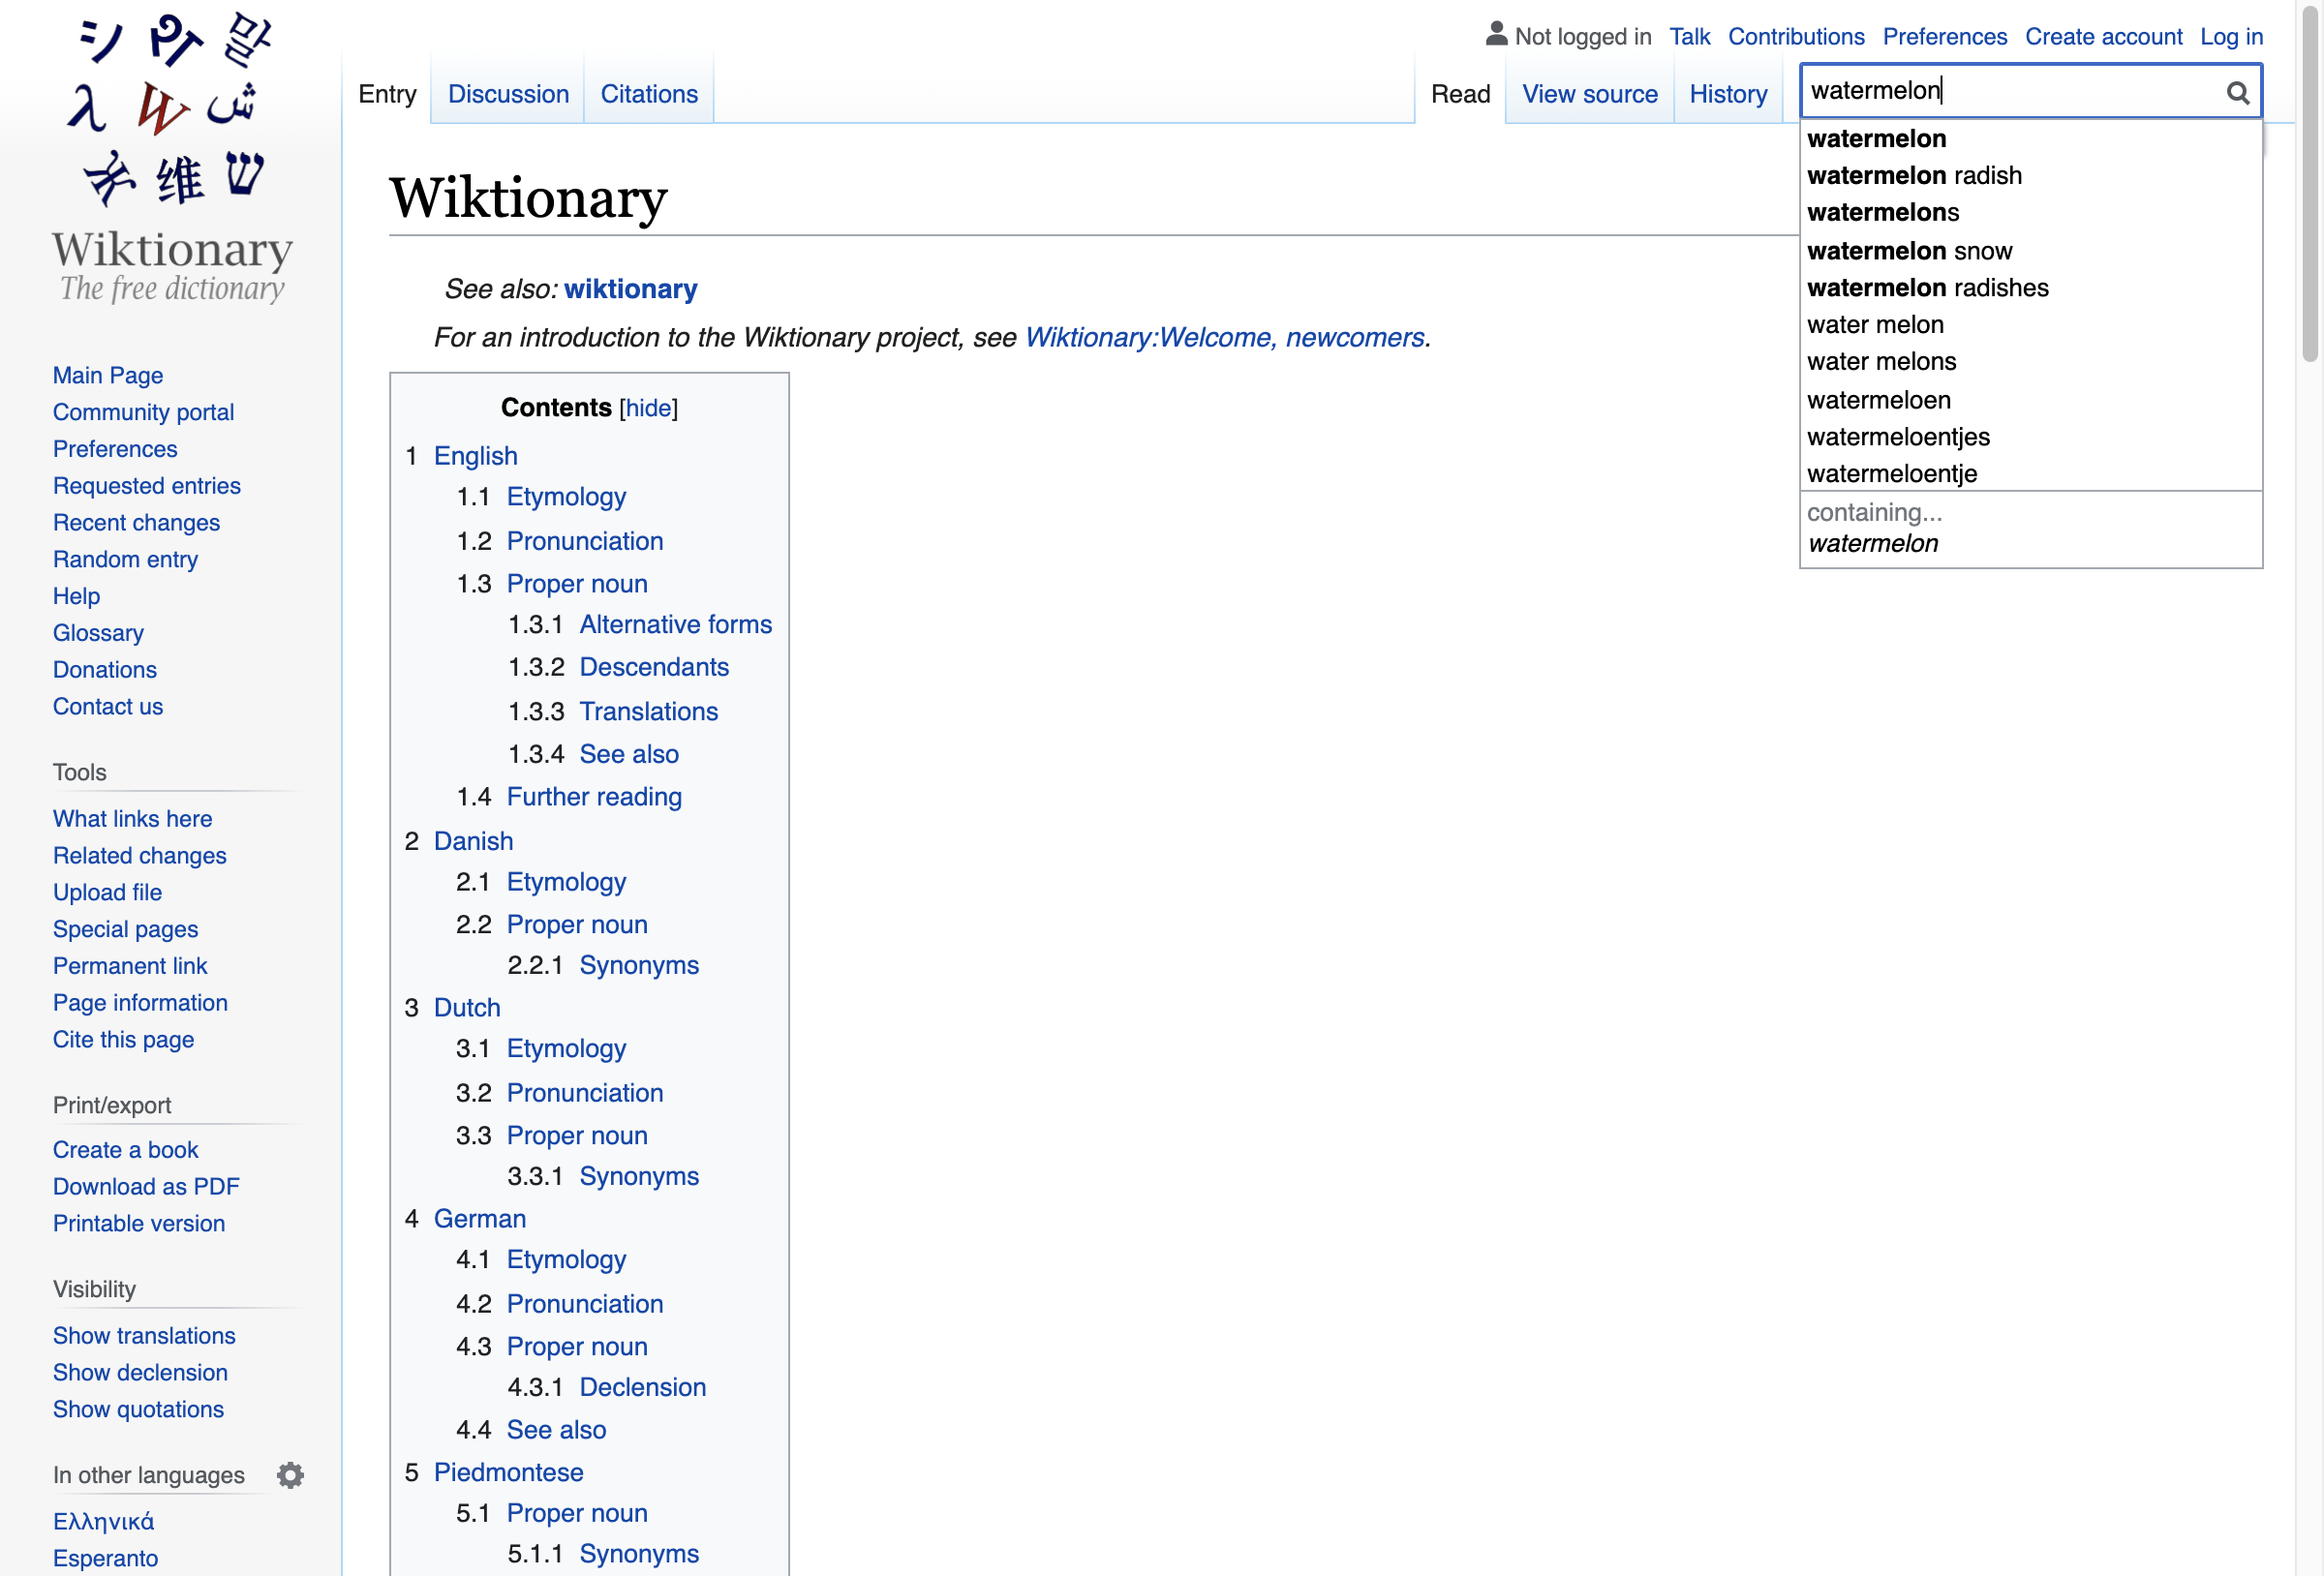 シ や 말
λ W ش
维 ש
Wiktionary
The free dictionary
Main Page
Community portal
Preferences
Requested entries
Recent changes
Random entry
Help
Glossary
Donations
Contact us
Tools
What links here
Related changes
Upload file
Special pages
Permanent link
Page information
Cite this page
Print/export
Create a book
Download as PDF
Printable version
Visibility
Show translations
Show declension
Show quotations
In other languages
Ελληνικά
Esperanto
Not logged in Talk Contributions Preferences Create account Log in
Entry Discussion Citations Read View source History watermelon
watermelon
watermelon radish
watermelons
watermelon snow
watermelon radishes
water melon
water melons
watermeloen
watermeloentjes
watermeloentje
containing...
watermelon
Wiktionary
See also: wiktionary
For an introduction to the Wiktionary project, see Wiktionary:Welcome, newcomers.
Contents [hide]
1 English
1.1 Etymology
1.2 Pronunciation
1.3 Proper noun
1.3.1 Alternative forms
1.3.2 Descendants
1.3.3 Translations
1.3.4 See also
1.4 Further reading
2 Danish
2.1 Etymology
2.2 Proper noun
2.2.1 Synonyms
3 Dutch
3.1 Etymology
3.2 Pronunciation
3.3 Proper noun
3.3.1 Synonyms
4 German
4.1 Etymology
4.2 Pronunciation
4.3 Proper noun
4.3.1 Declension
4.4 See also
5 Piedmontese
5.1 Proper noun
5.1.1 Synonyms